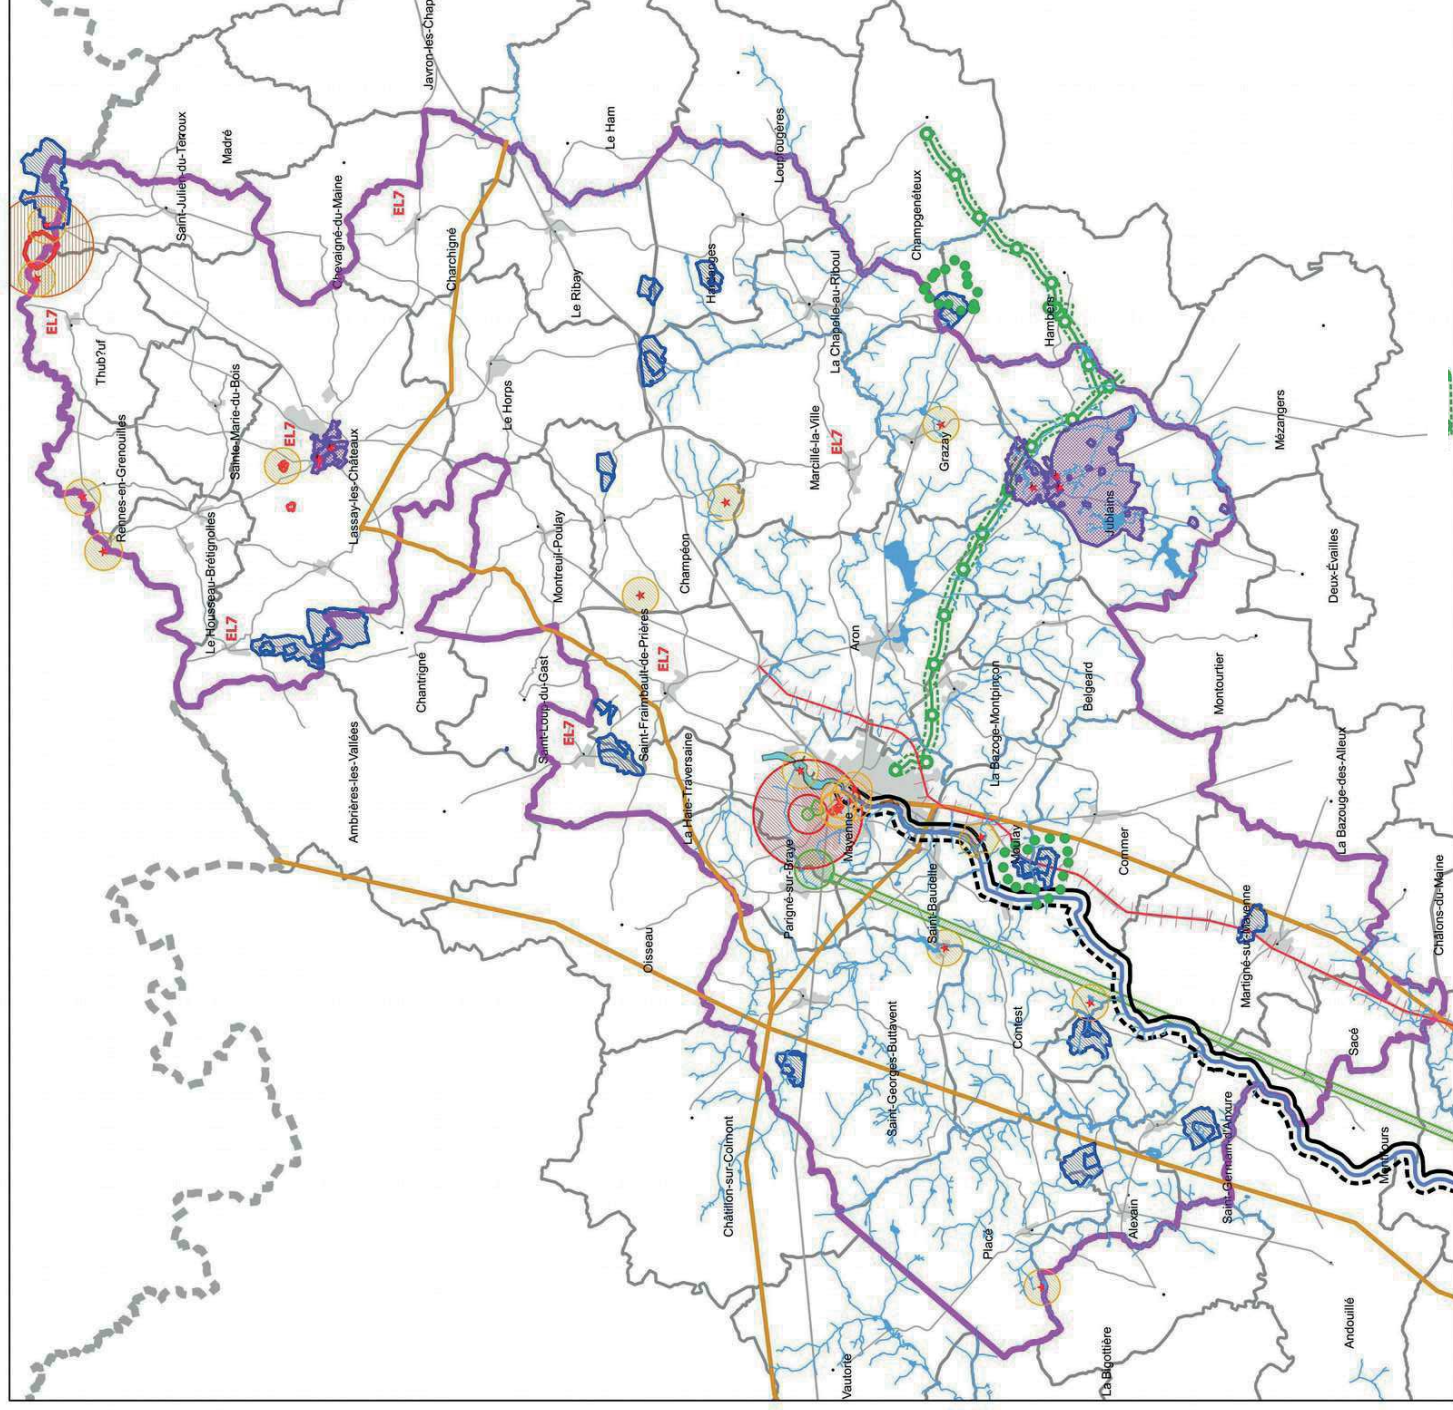 Javron-les-Chap
Saint-Julien-du-Terroux
Madré
Le Ham
Loupfougères
Chevaigné-du-Maine
EL7
Charchigné
Champgenéteux
EL7
Le Ribay
Hardanges
La Chapelle-au-Riboul
Hambers
Thub?uf
Sainte-Marie-du-Bois
Le Horps
Rennes-en-Grenouilles
EL7
Marcillé-la-Ville
EL7
Grazay
Mézangers
Lassay-les-Châteaux
Jublains
Le Housseau-Brétignolles
EL7
Montreuil-Poulay
Champéon
Deux-Évailles
Chantrigné
Saint-Loup-du-Gast
EL7
Saint-Fraimbault-de-Prières
EL7
Aron
Belgeard
Montourtier
La Bazoge-Montpinçon
Ambrières-les-Vallées
La Haie-Traversaine
Mayenne
Moulay
Commer
La Bazouge-des-Alleux
Parigné-sur-Braye
Saint-Baudelle
Oisseau
Martigné-sur-Mayenne
Châlons-du-Maine
Contest
Sacé
Saint-Georges-Buttavent
Châtillon-sur-Colmont
Saint-Germain-d'Anxure
Montflours
Placé
Alexain
Vautorte
La Bigottière
Andouillé